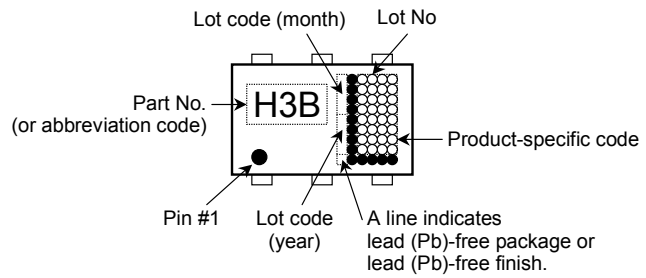 Lot code (month)
Lot No
Part No.
(or abbreviation code)
H3B
Product-specific code
Pin #1
Lot code
(year)
A line indicates
lead (Pb)-free package or
lead (Pb)-free finish.